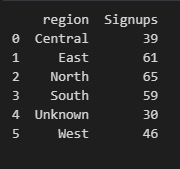 region Signups
0 Central 39
1 East 61
2 North 65
3 South 59
4 Unknown 30
5 West 46